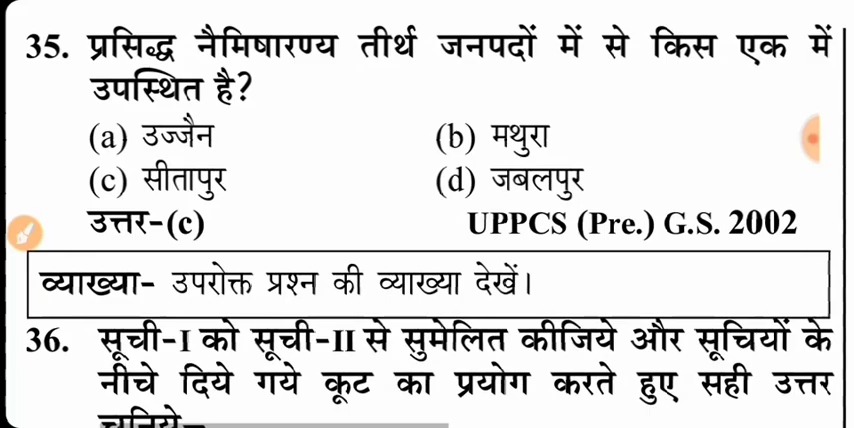 35. प्रसिद्ध नैमिषारण्य तीर्थ जनपदों में से किस एक में
उपस्थित है?
(a) उज्जैन (b) मथुरा
(c) सीतापुर (d) जबलपुर
उत्तर-(c) UPPCS (Pre.) G.S. 2002
व्याख्या- उपरोक्त प्रश्न की व्याख्या देखें।
36. सूची-I को सूची-II से सुमेलित कीजिये और सूचियों के
नीचे दिये गये कूट का प्रयोग करते हुए सही उत्तर
चुनिये–